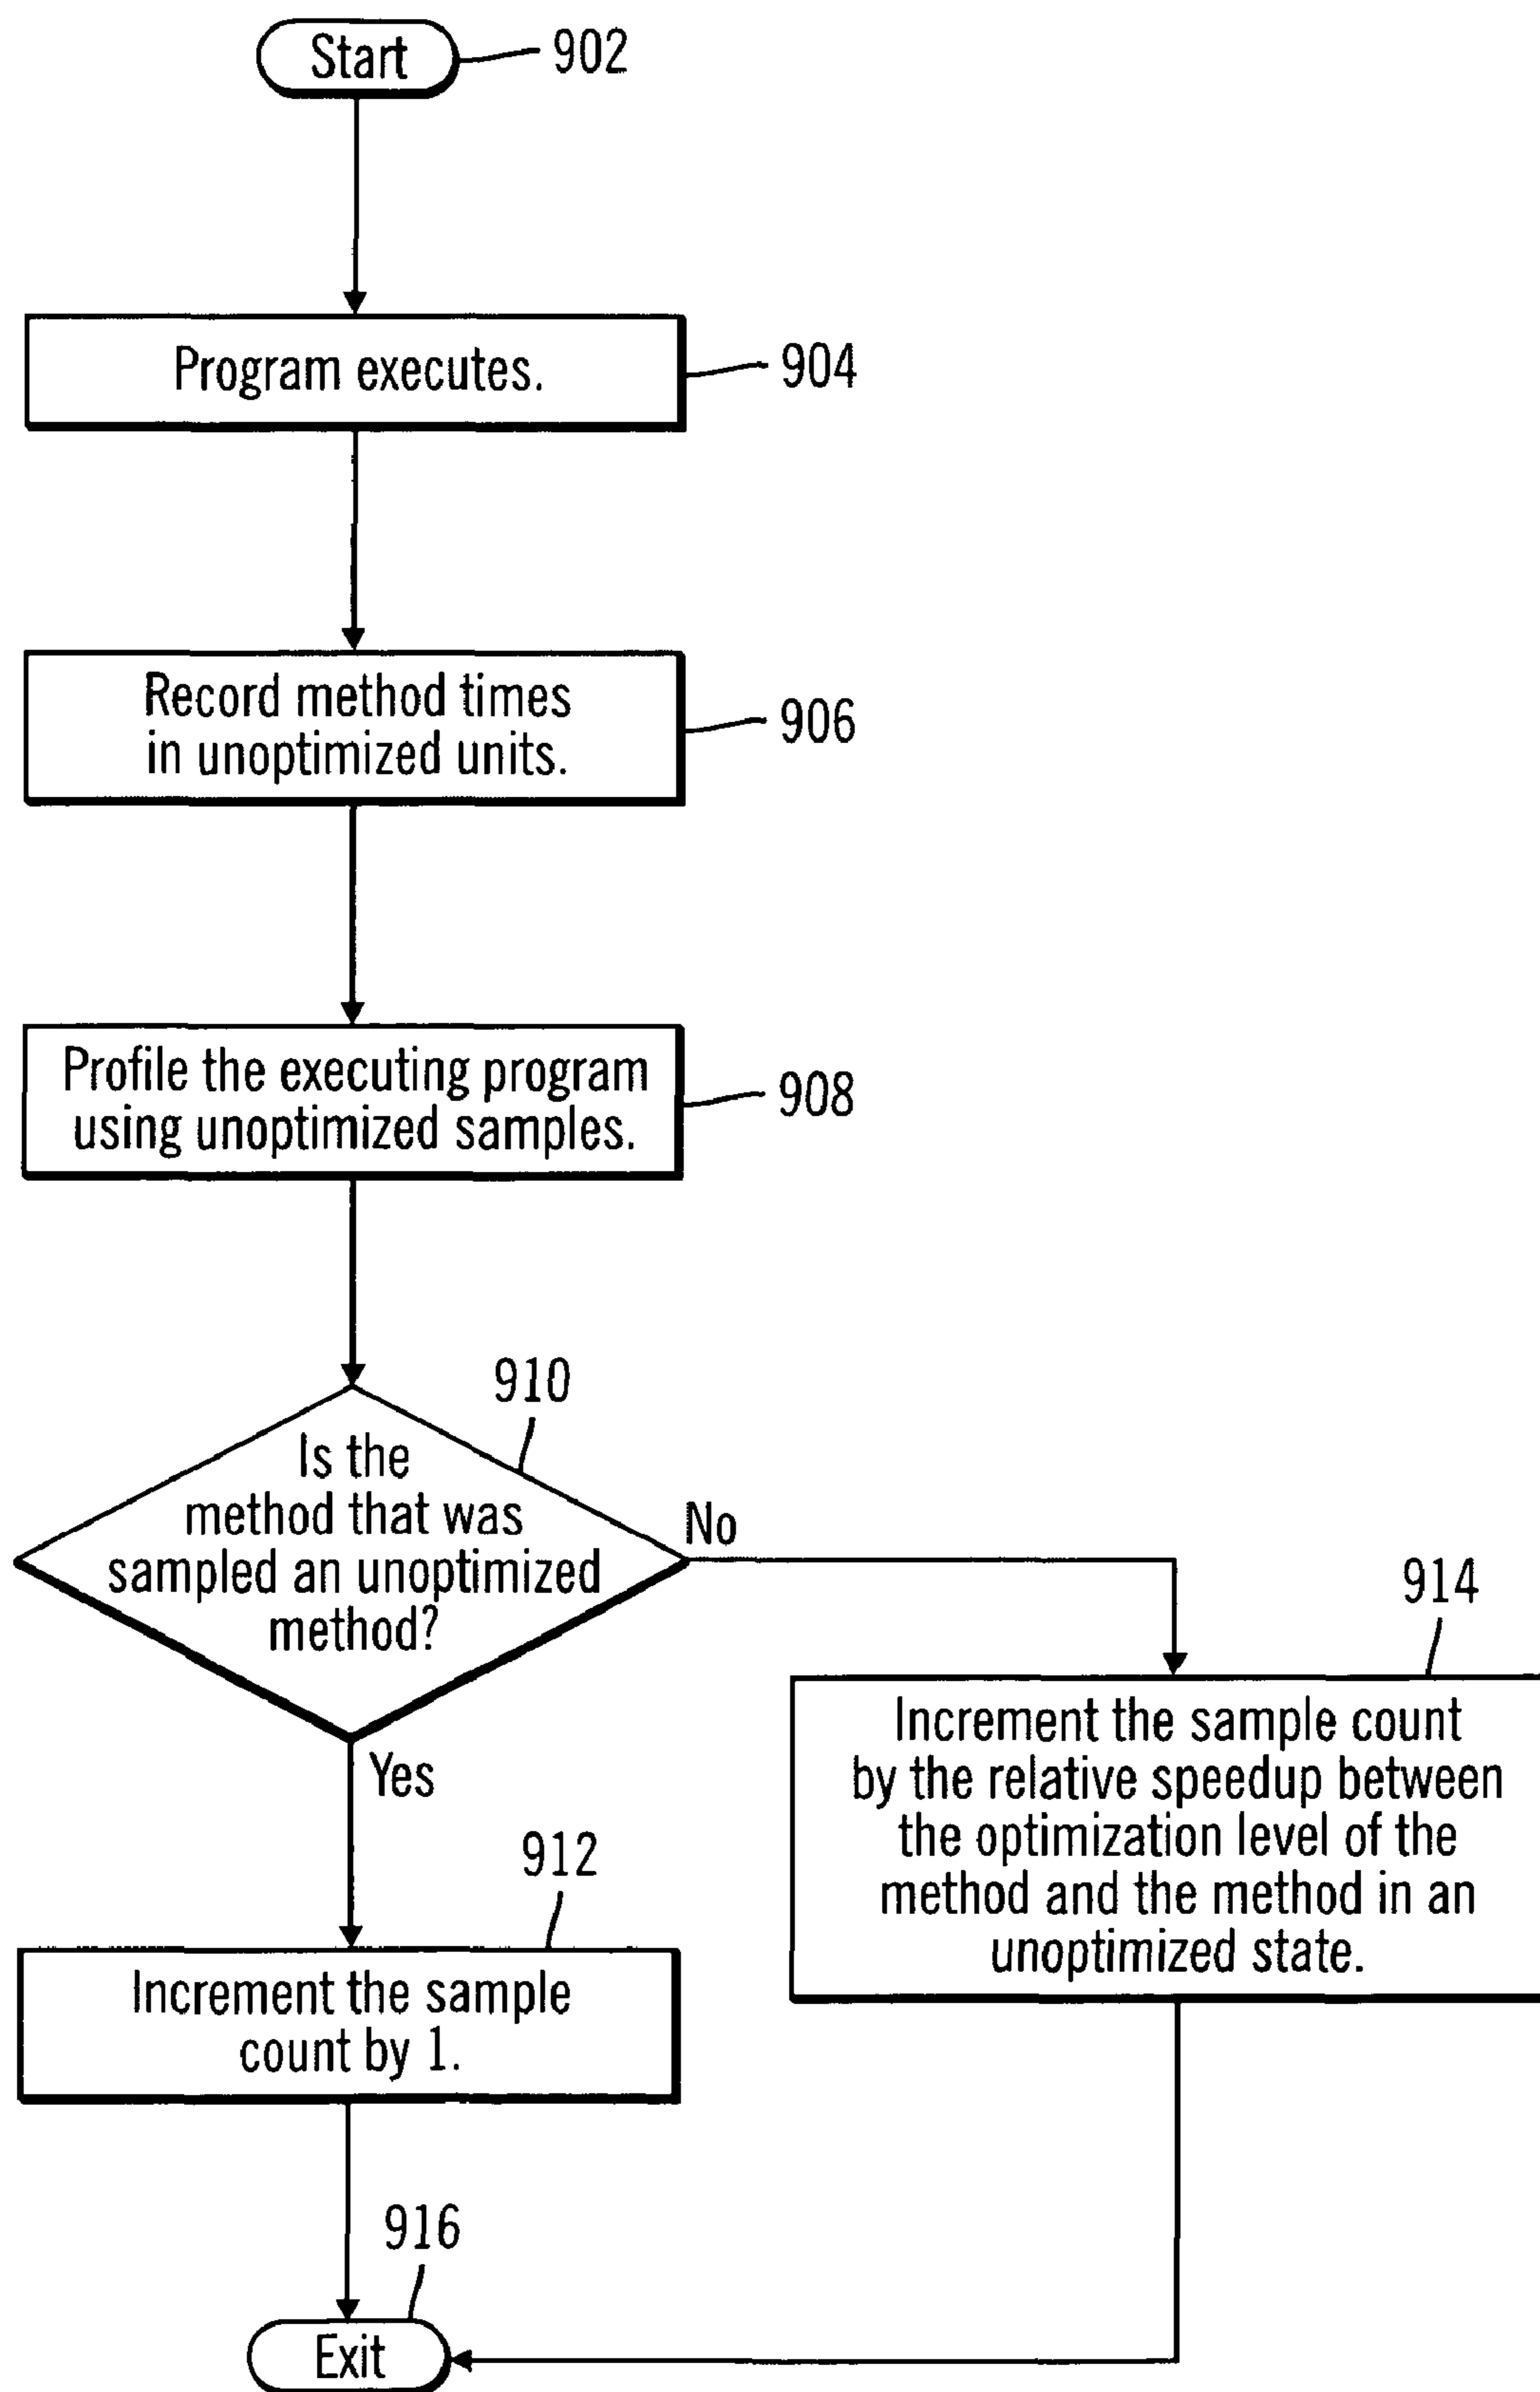 Start
902
Program executes.
904
Record method times
in unoptimized units.
906
Profile the executing program
using unoptimized samples.
908
910
Is the
method that was
sampled an unoptimized
method?
No
Yes
914
Increment the sample count
by the relative speedup between
the optimization level of the
method and the method in an
unoptimized state.
912
Increment the sample
count by 1.
916
Exit